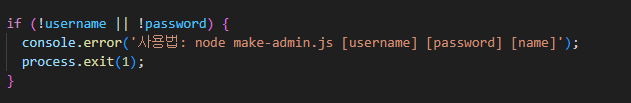 if (!username || !password) {
  console.error('사용법: node make-admin.js [username] [password] [name]');
  process.exit(1);
}